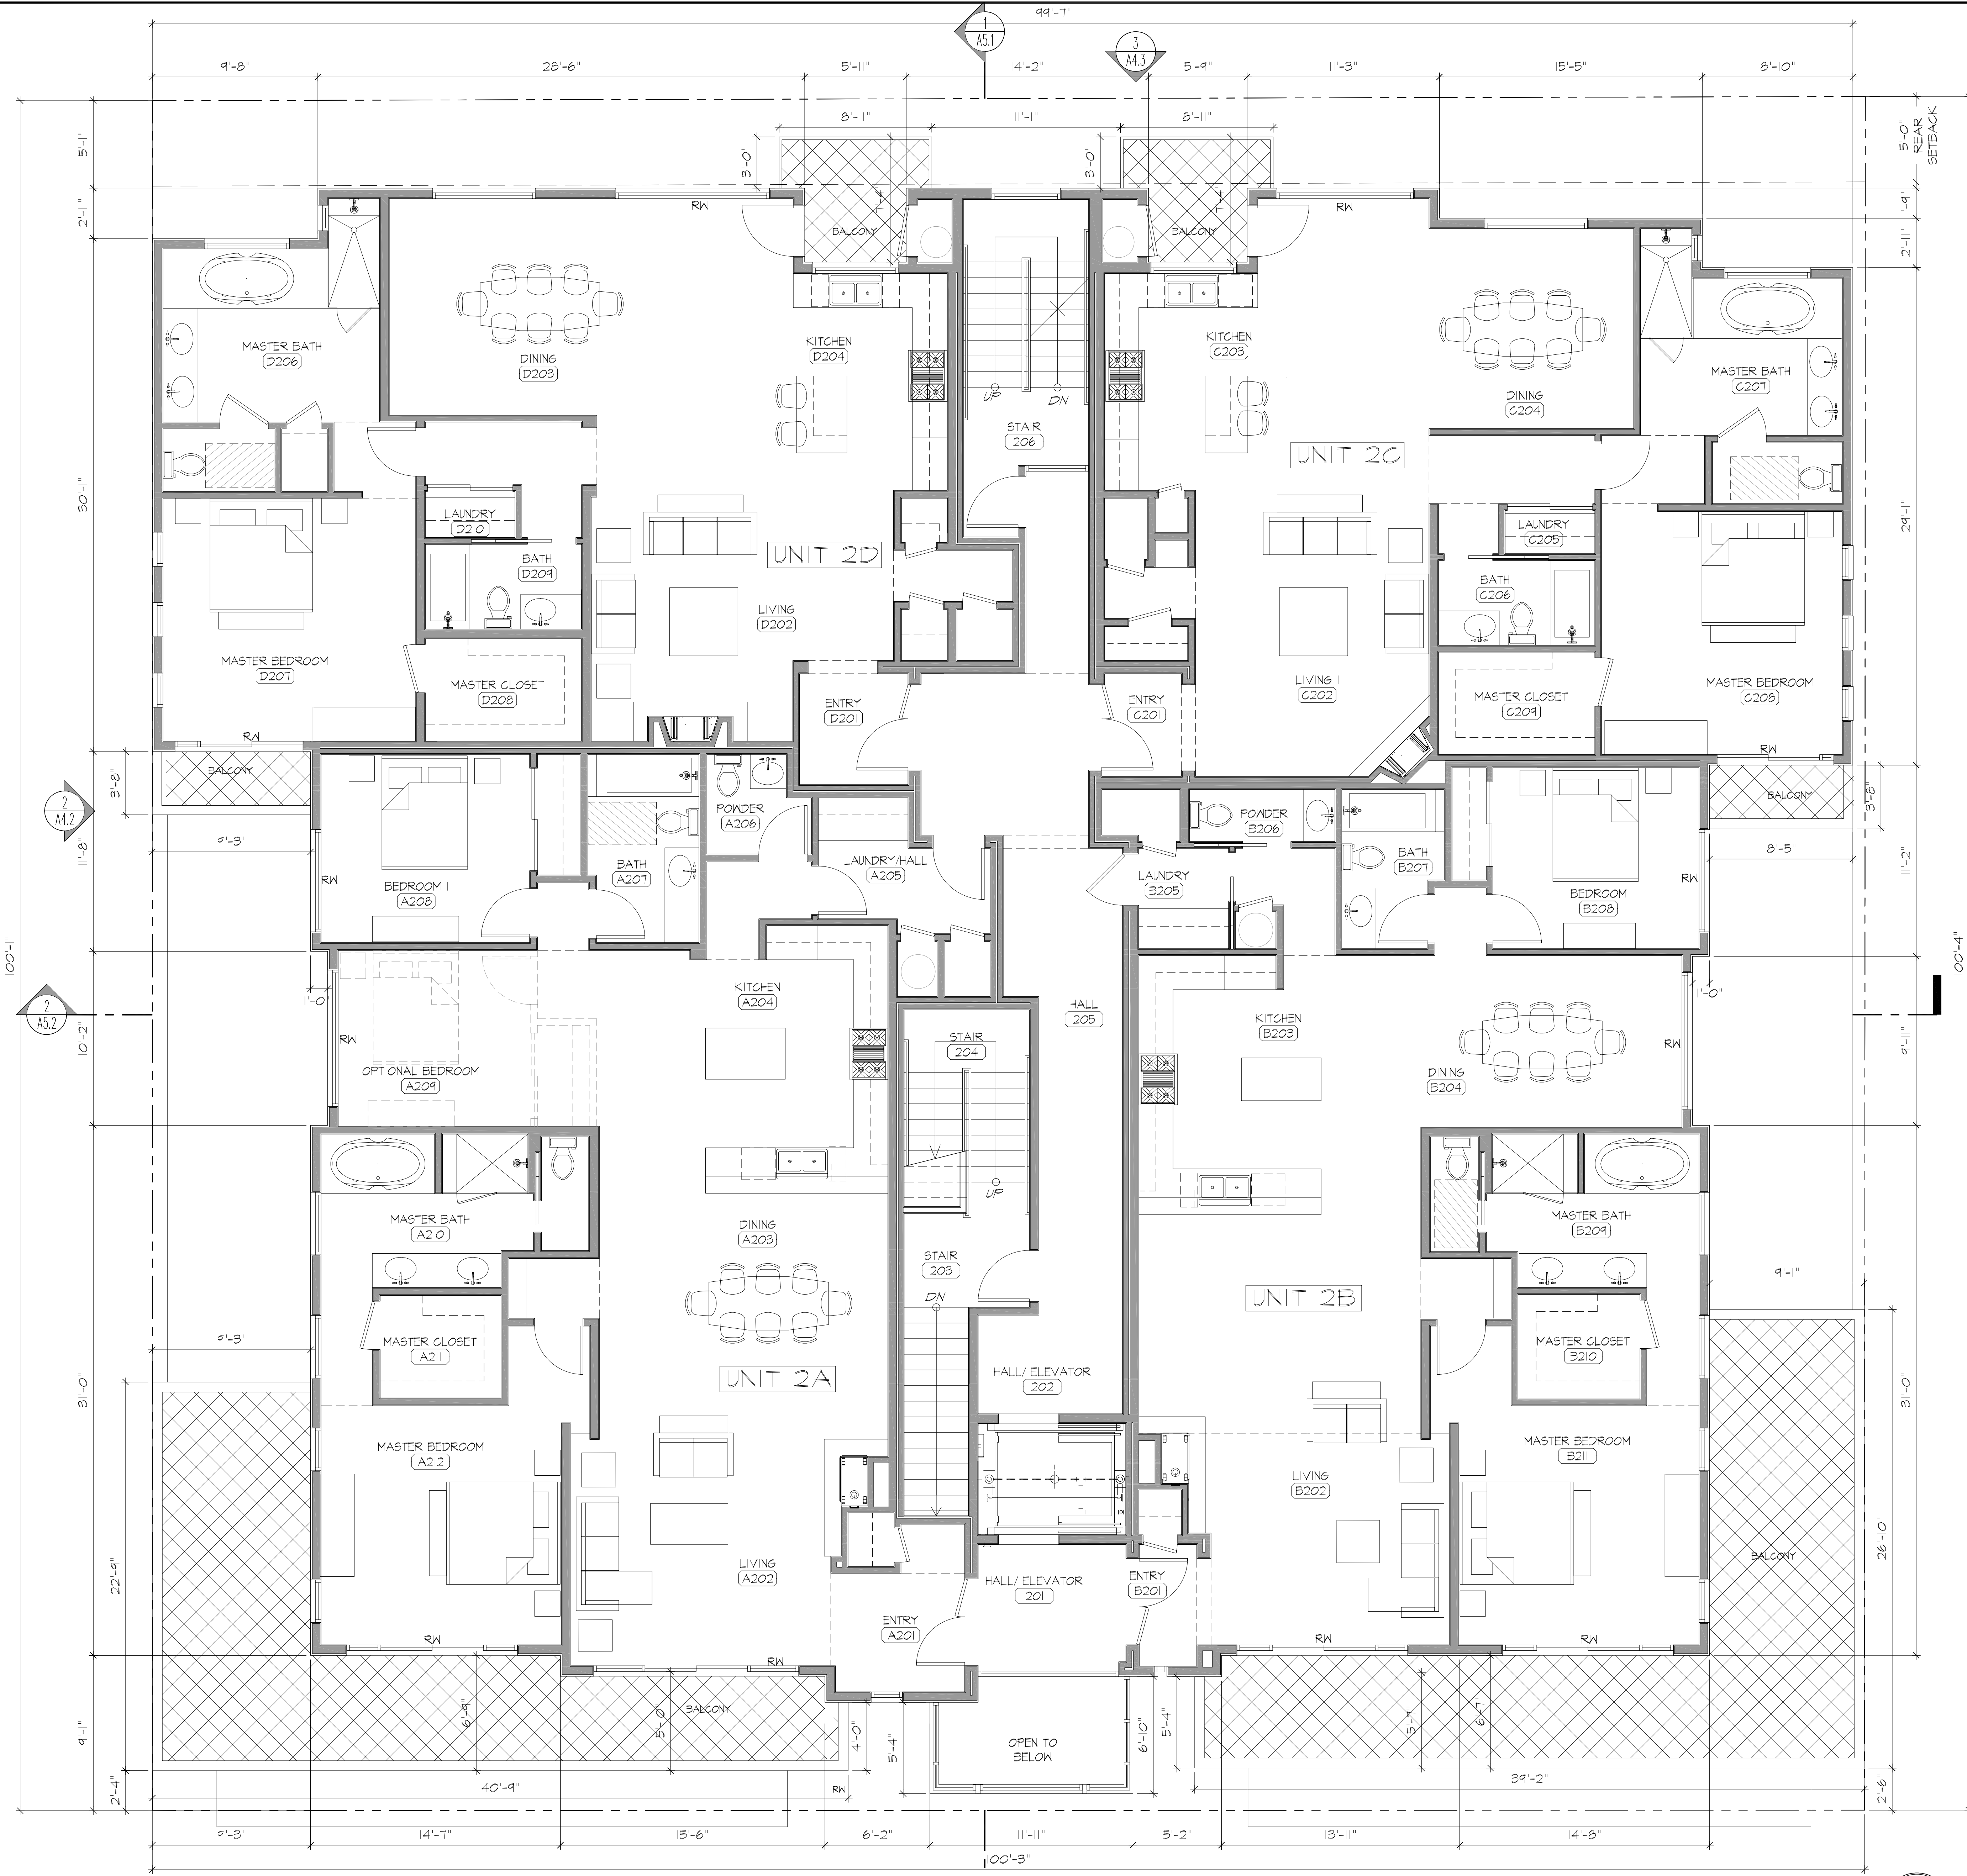 99'-7"
1
A5.1
3
A4.3
9'-8"
28'-6"
5'-11"
14'-2"
5'-9"
11'-3"
15'-5"
8'-10"
8'-11"
11'-1"
8'-11"
5'-1"
3'-0"
3'-0"
5'-0"
REAR
SETBACK
2'-11"
7'-4"
7'-4"
1'-9"
2'-11"
RW
RW
BALCONY
BALCONY
MASTER BATH
D206
DINING
D203
KITCHEN
D204
UP
DN
STAIR
206
KITCHEN
C203
DINING
C204
MASTER BATH
C207
UNIT 2C
30'-1"
29'-1"
LAUNDRY
D210
BATH
D209
UNIT 2D
LAUNDRY
C205
BATH
C206
LIVING
D202
MASTER BEDROOM
D207
MASTER CLOSET
D208
ENTRY
D201
ENTRY
C201
LIVING 1
C202
MASTER CLOSET
C209
MASTER BEDROOM
C208
RW
RW
BALCONY
BALCONY
3'-8"
3'-8"
2
A4.2
11'-8"
9'-3"
8'-5"
11'-2"
POWDER
A206
POWDER
B206
BATH
A207
LAUNDRY/HALL
A205
LAUNDRY
B205
BATH
B207
BEDROOM 1
A208
BEDROOM
B208
RW
RW
100'-1"
100'-4"
2
A5.2
1'-0"
1'-0"
KITCHEN
A204
HALL
205
KITCHEN
B203
RW
RW
10'-2"
9'-11"
STAIR
204
OPTIONAL BEDROOM
A209
DINING
B204
UP
MASTER BATH
A210
DINING
A203
STAIR
203
DN
MASTER BATH
B209
UNIT 2B
9'-1"
9'-3"
MASTER CLOSET
A211
MASTER CLOSET
B210
UNIT 2A
HALL/ ELEVATOR
202
31'-0"
31'-0"
MASTER BEDROOM
A212
MASTER BEDROOM
B211
LIVING
B202
22'-9"
26'-10"
BALCONY
LIVING
A202
HALL/ ELEVATOR
201
ENTRY
B201
ENTRY
A201
RW
RW
RW
RW
BALCONY
6'-9"
5'-10"
4'-0"
5'-4"
6'-10"
5'-4"
5'-7"
6'-7"
9'-1"
OPEN TO
BELOW
2'-4"
40'-9"
RW
39'-2"
2'-6"
9'-3"
14'-7"
15'-6"
6'-2"
11'-11"
5'-2"
13'-11"
14'-8"
100'-3"